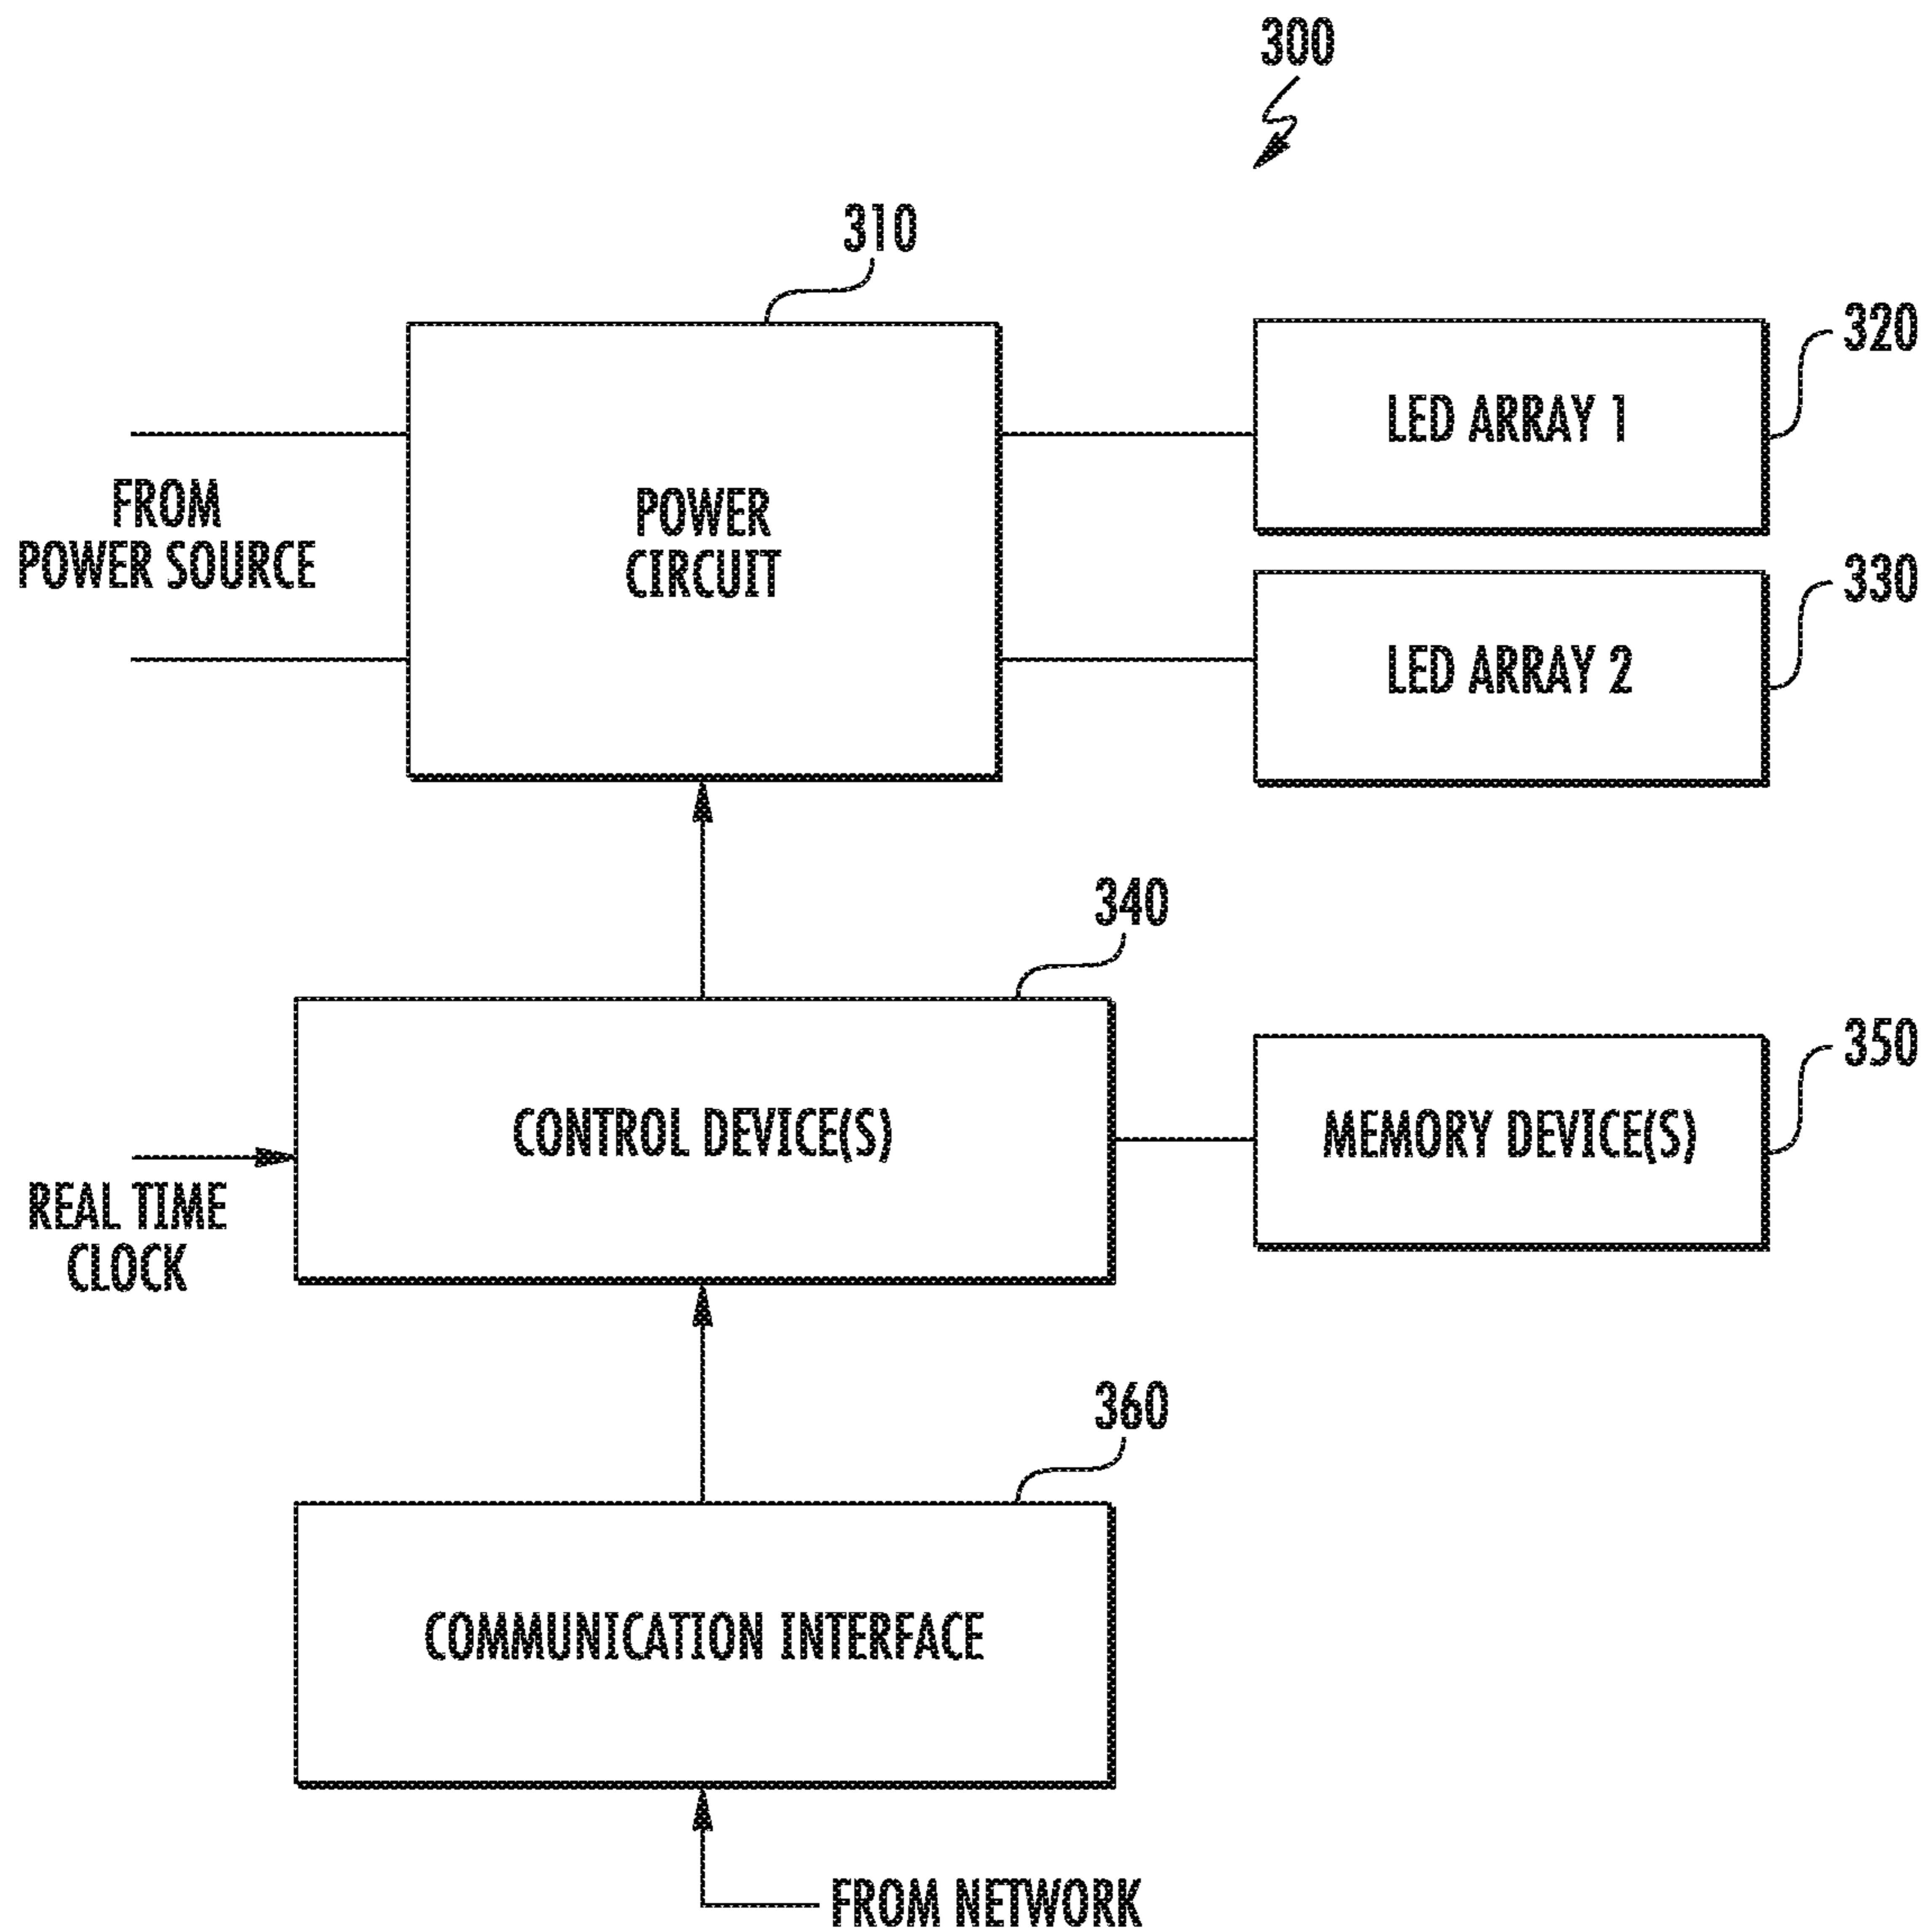 300
310
320
LED ARRAY 1
FROM
POWER SOURCE
POWER
CIRCUIT
330
LED ARRAY 2
340
350
CONTROL DEVICE(S)
MEMORY DEVICE(S)
REAL TIME
CLOCK
360
COMMUNICATION INTERFACE
FROM NETWORK